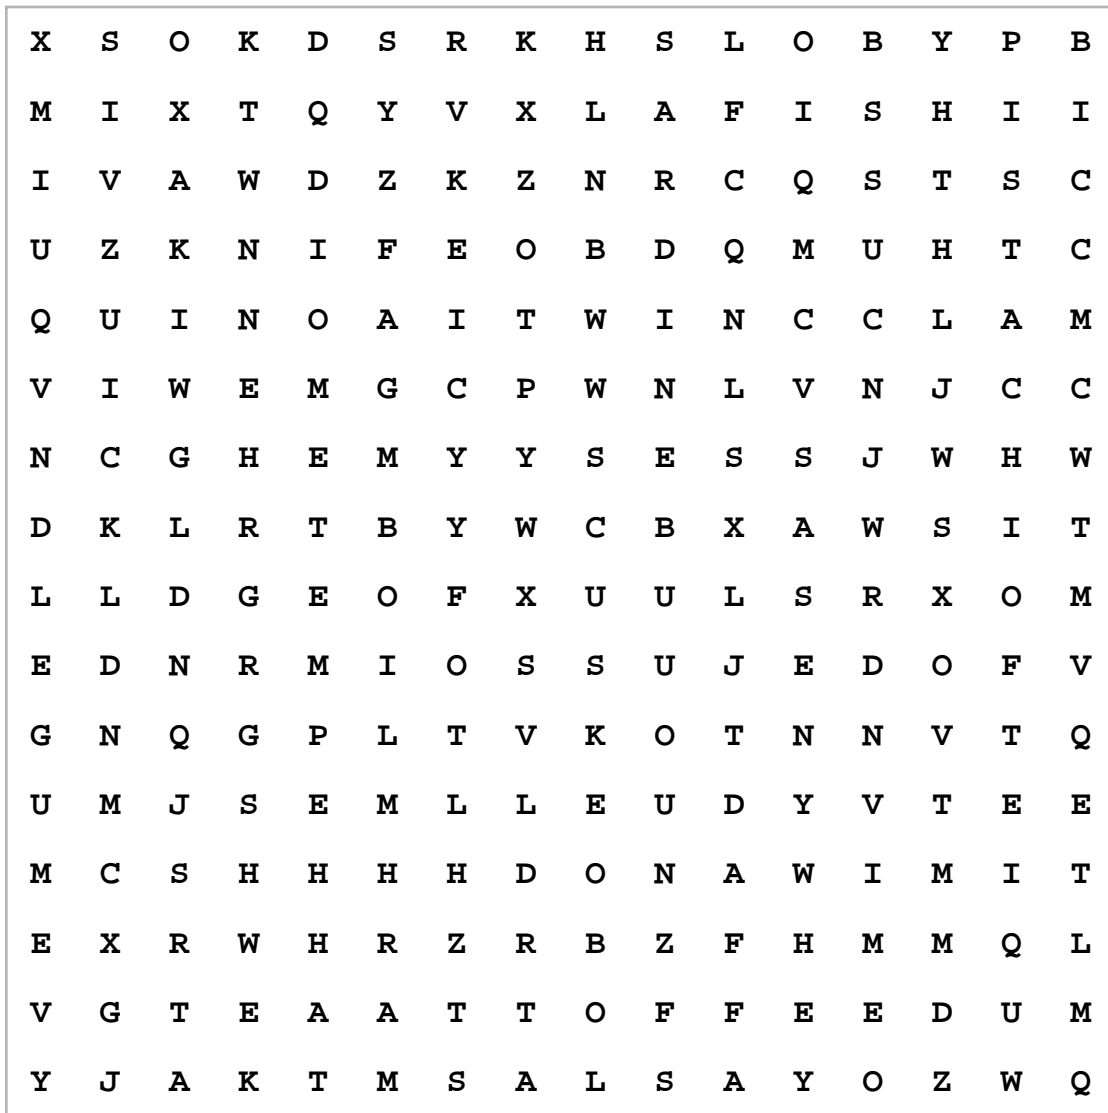 X S O K D S R K H S L O B Y P B
M I X T Q Y V X L A F I S H I I
I V A W D Z K Z N R C Q S T S C
U Z K N I F E O B D Q M U H T C
Q U I N O A I T W I N C C L A M
V I W E M G C P W N L V N J C C
N C G H E M Y Y S E S S J W H W
D K L R T B Y W C B X A W S I T
L L D G E O F X U U L S R X O M
E D N R M I O S S U J E D O F V
G N Q G P L T V K O T N N V T Q
U M J S E M L L E U D Y V T E E
M C S H H H H D O N A W I M I T
E X R W H R Z R B Z F H M M Q L
V G T E A A T T O F F E E D U M
Y J A K T M S A L S A Y O Z W Q